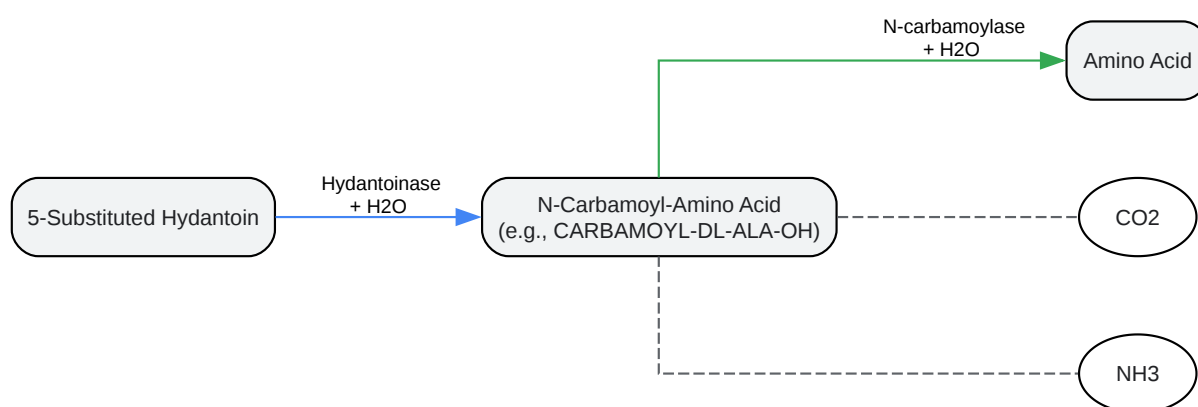 N-carbamoylase
+ H2O
Amino Acid
Hydantoinase
+ H2O
5-Substituted Hydantoin
N-Carbamoyl-Amino Acid
(e.g., CARBAMOYL-DL-ALA-OH)
CO2
NH3